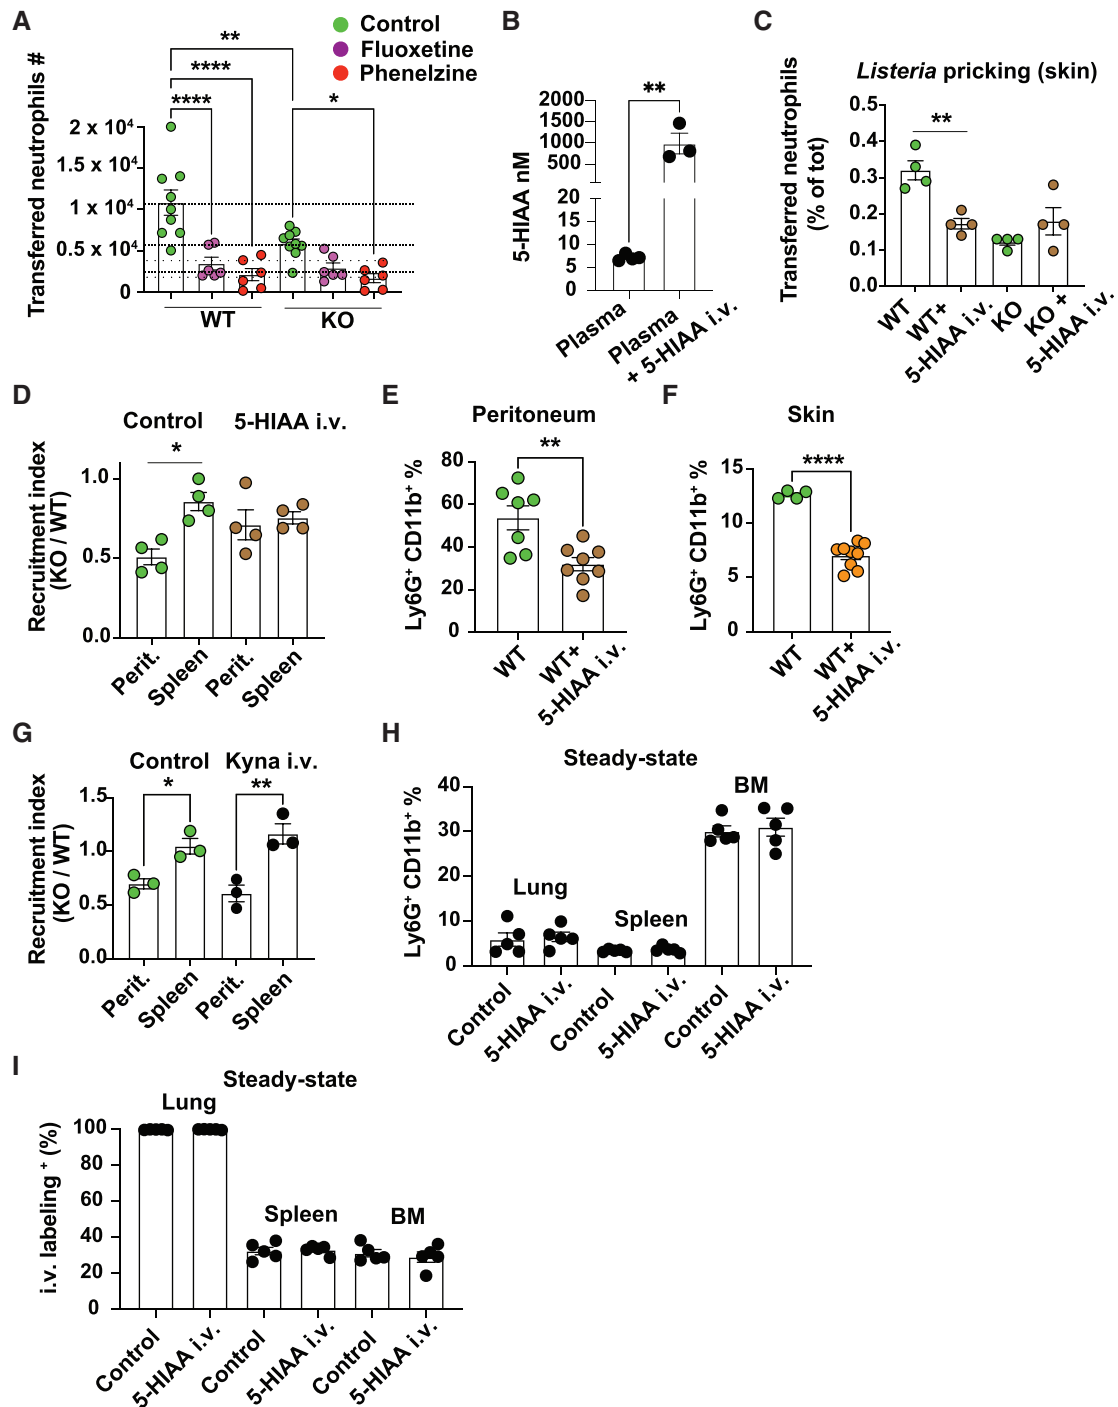 A
Transferred neutrophils #
**
****
****
*
Control
Fluoxetine
Phenelzine
2 x 10⁴
1.5 x 10⁴
1 x 10⁴
0.5 x 10⁴
0
WT
KO
B
5-HIAA nM
**
2000
1500
1000
500
20
15
10
5
0
Plasma
Plasma
+ 5-HIAA i.v.
C
Listeria pricking (skin)
Transferred neutrophils
(% of tot)
**
0.5
0.4
0.3
0.2
0.1
0.0
WT
WT+
5-HIAA i.v.
KO
KO +
5-HIAA i.v.
D
Control
5-HIAA i.v.
Recruitment index
(KO / WT)
*
1.0
0.5
0.0
Perit.
Spleen
Perit.
Spleen
E
Peritoneum
Ly6G⁺ CD11b⁺ %
**
80
60
40
20
0
WT
WT+
5-HIAA i.v.
F
Skin
Ly6G⁺ CD11b⁺ %
****
15
10
5
0
WT
WT+
5-HIAA i.v.
G
Control
Kyna i.v.
Recruitment index
(KO / WT)
*
**
1.5
1.0
0.5
0.0
Perit.
Spleen
Perit.
Spleen
H
Steady-state
Ly6G⁺ CD11b⁺ %
40
30
20
10
0
Lung
Spleen
BM
Control
5-HIAA i.v.
Control
5-HIAA i.v.
Control
5-HIAA i.v.
I
Steady-state
i.v. labeling ⁺ (%)
100
80
60
40
20
0
Lung
Spleen
BM
Control
5-HIAA i.v.
Control
5-HIAA i.v.
Control
5-HIAA i.v.